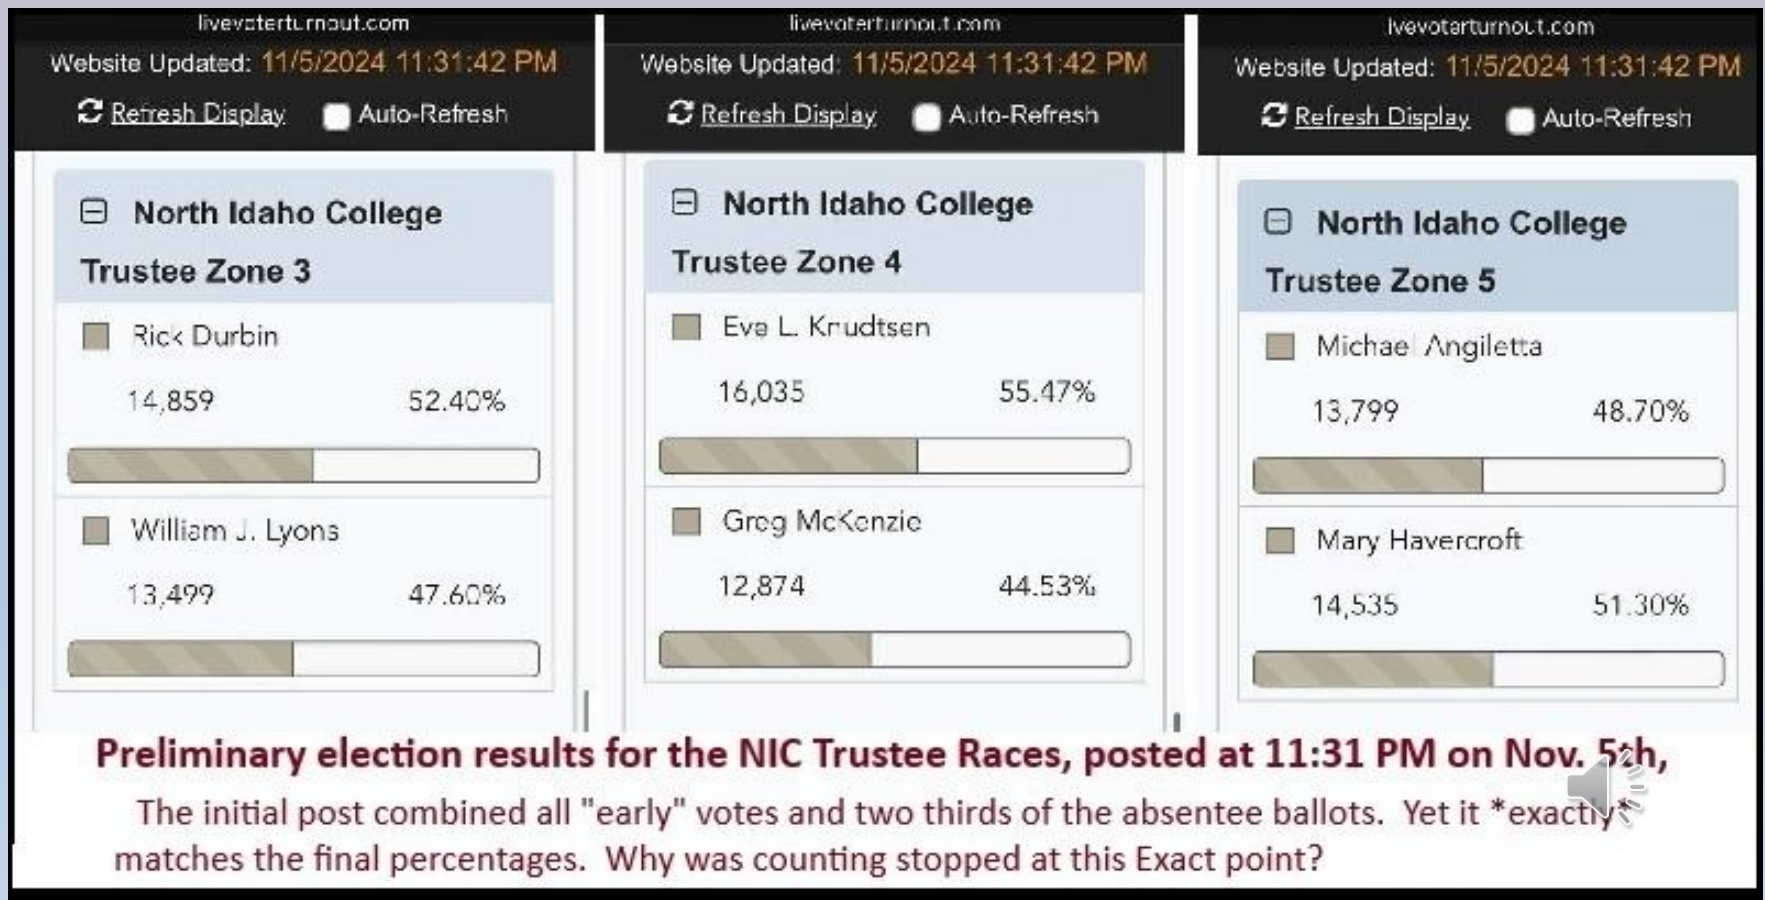 livevoterturnout.com
Website Updated: 11/5/2024 11:31:42 PM
Refresh Display Auto-Refresh
North Idaho College
Trustee Zone 3
Rick Durbin
14,859 52.40%
William J. Lyons
13,499 47.60%
livevoterturnout.com
Website Updated: 11/5/2024 11:31:42 PM
Refresh Display Auto-Refresh
North Idaho College
Trustee Zone 4
Eve L. Knudtsen
16,035 55.47%
Greg McKenzie
12,874 44.53%
ivevoterturnout.com
Website Updated: 11/5/2024 11:31:42 PM
Refresh Display Auto-Refresh
North Idaho College
Trustee Zone 5
Michael Angiletta
13,799 48.70%
Mary Havercroft
14,535 51.30%
Preliminary election results for the NIC Trustee Races, posted at 11:31 PM on Nov. 5th,
The initial post combined all "early" votes and two thirds of the absentee ballots. Yet it *exactly*
matches the final percentages. Why was counting stopped at this Exact point?